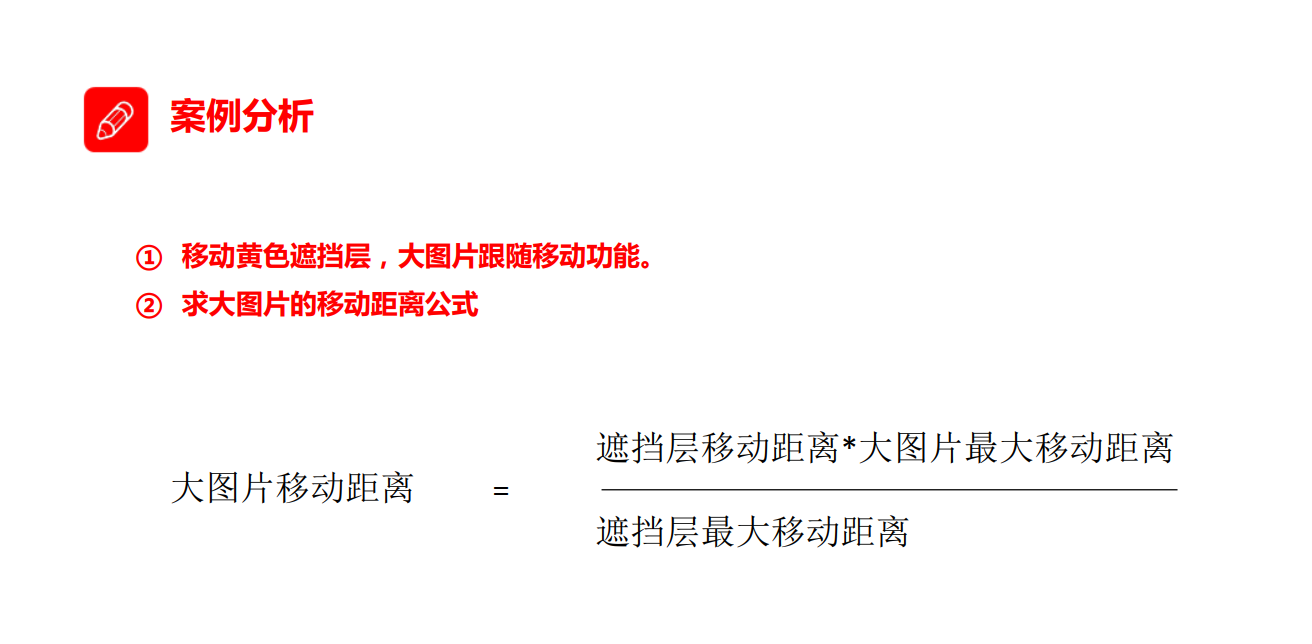 案例分析
① 移动黄色遮挡层，大图片跟随移动功能。
② 求大图片的移动距离公式
遮挡层移动距离*大图片最大移动距离
大图片移动距离 =
遮挡层最大移动距离